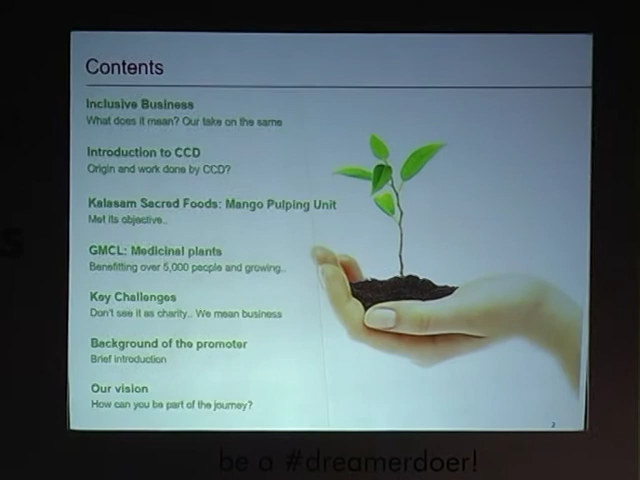 Contents
Inclusive Business
What does it mean? Our take on the same
Introduction to CCD
Origin and work done by CCD?
Kalasam Sacred Foods: Mango Pulping Unit
Met its objective..
GMCL: Medicinal plants
Benefitting over 5,000 people and growing..
Key Challenges
Don't see it as charity.. We mean business
Background of the promoter
Brief introduction
Our vision
How can you be part of the journey?
2
be a #dreamerdoer!